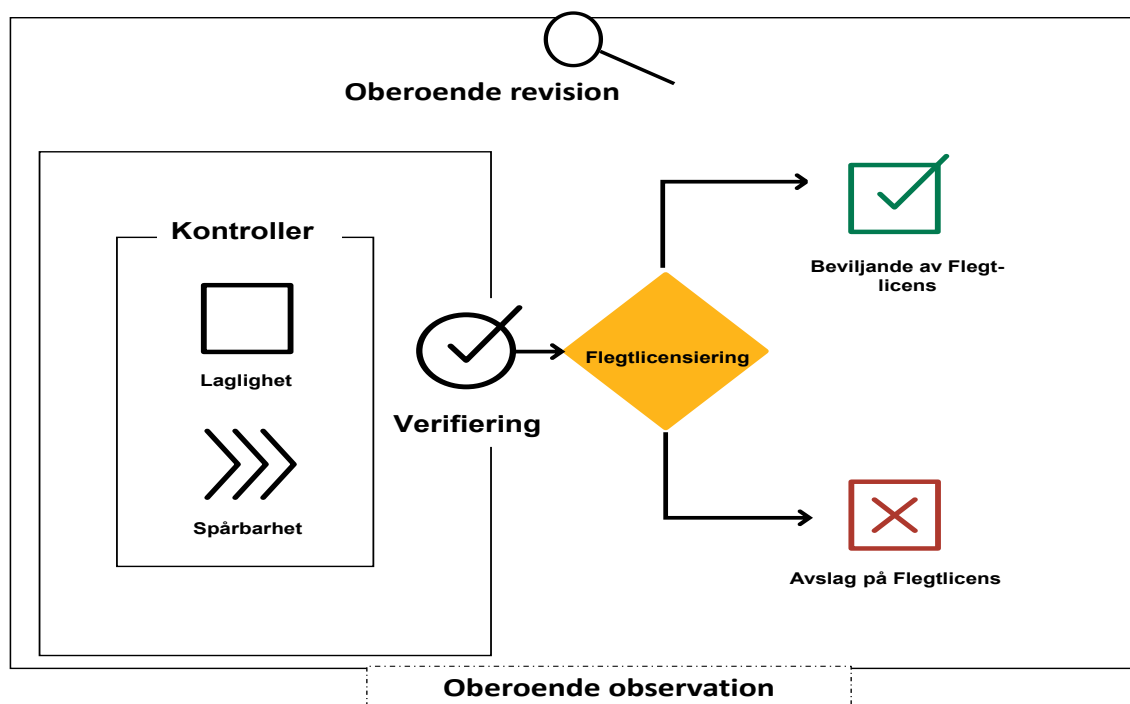 Oberoende revision
Kontroller
Laglighet
Spårbarhet
Verifiering
Flegtlicensiering
Beviljande av Flegt-
licens
Avslag på Flegtlicens
Oberoende observation